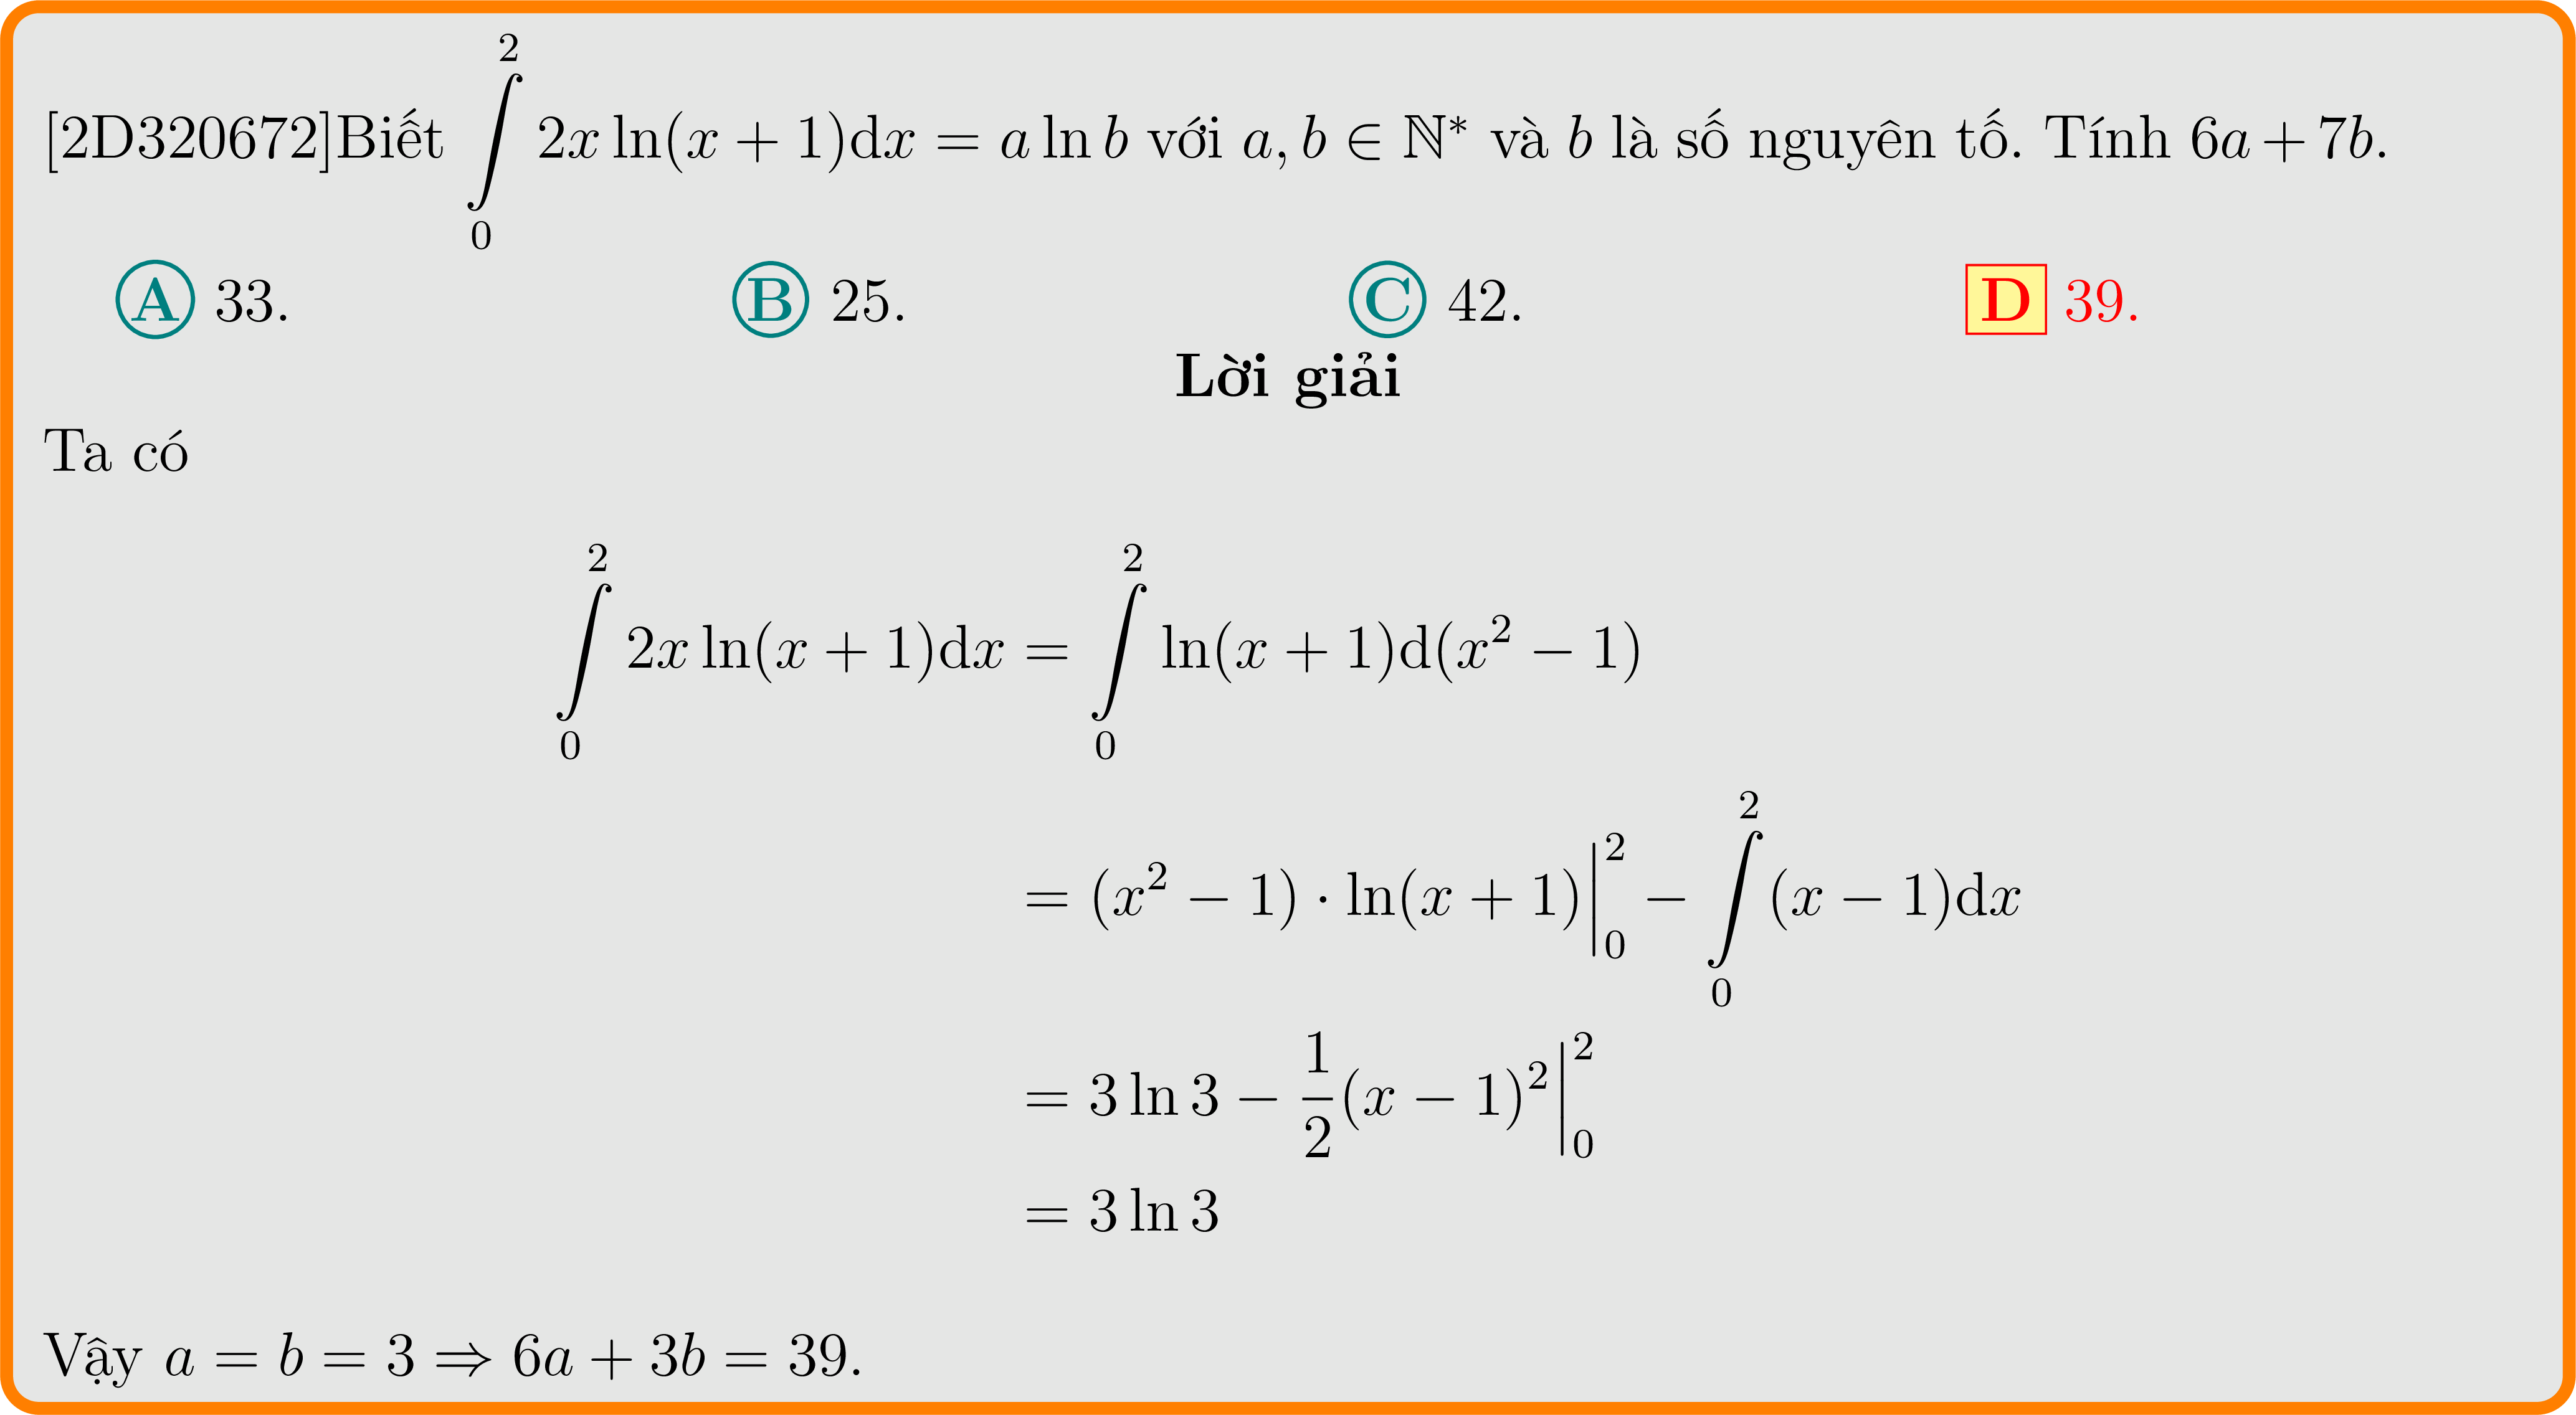 [2D320672]Biết $\int\limits_0^2 2x\ln(x+1)\mathrm{d}x = a\ln b$ với $a, b \in \mathbb{N}^*$ và $b$ là số nguyên tố. Tính $6a + 7b$.
A 33. B 25. C 42. D 39.
Lời giải
Ta có
$\int\limits_0^2 2x\ln(x+1)\mathrm{d}x = \int\limits_0^2 \ln(x+1)\mathrm{d}(x^2-1)$
$= (x^2-1)\cdot\ln(x+1)\Big|_0^2 - \int\limits_0^2 (x-1)\mathrm{d}x$
$= 3\ln 3 - \frac{1}{2}(x-1)^2\Big|_0^2$
$= 3\ln 3$
Vậy $a = b = 3 \Rightarrow 6a + 3b = 39$.